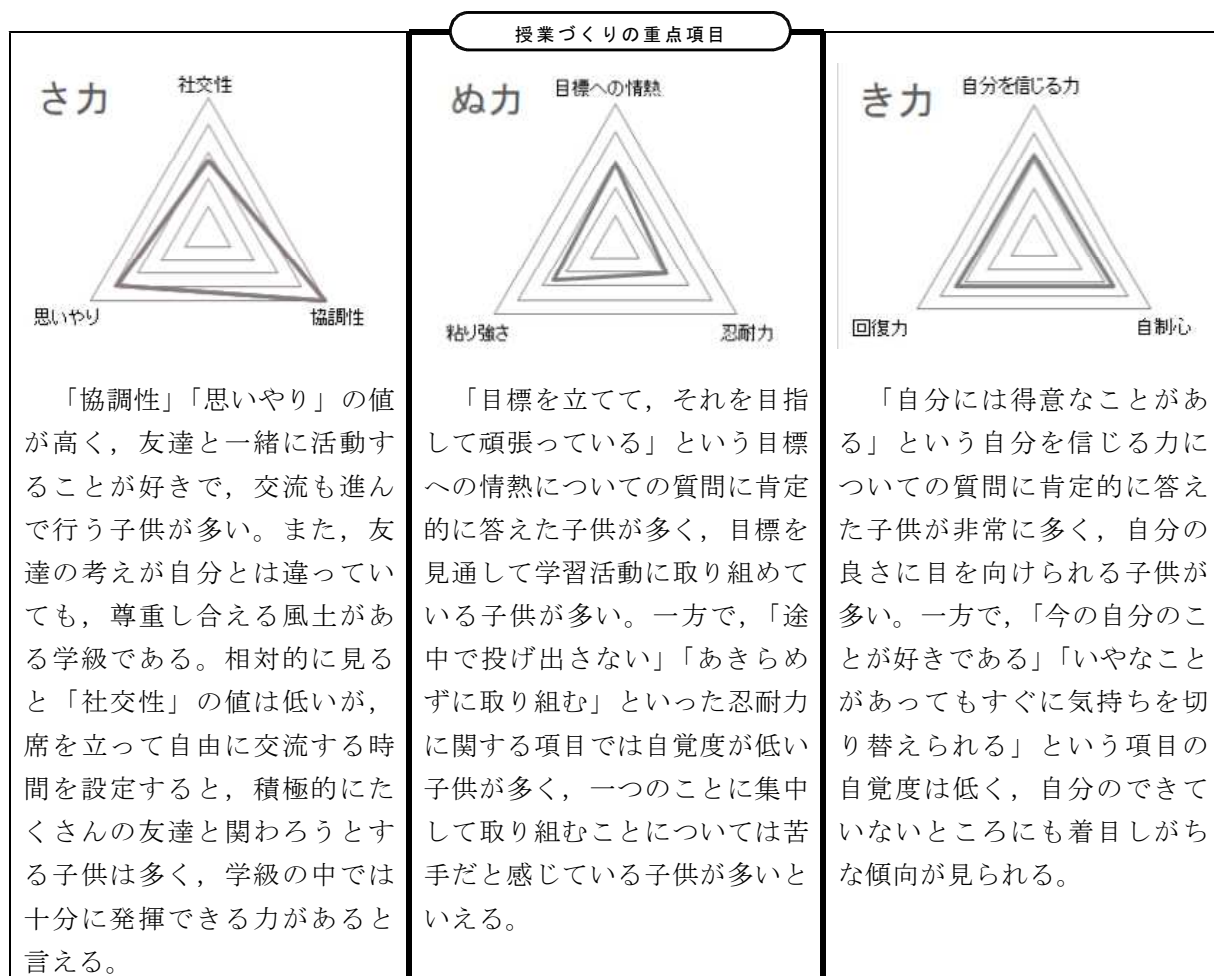 授業づくりの重点項目
さ力
社交性
思いやり
協調性
「協調性」「思いやり」の値
が高く，友達と一緒に活動す
ることが好きで，交流も進ん
で行う子供が多い。また，友
達の考えが自分とは違ってい
ても，尊重し合える風土があ
る学級である。相対的に見る
と「社交性」の値は低いが，
席を立って自由に交流する時
間を設定すると，積極的にた
くさんの友達と関わろうとす
る子供は多く，学級の中では
十分に発揮できる力があると
言える。
ぬ力
目標への情熱
粘り強さ
忍耐力
「目標を立てて，それを目指
して頑張っている」という目標
への情熱についての質問に肯定
的に答えた子供が多く，目標を
見通して学習活動に取り組めて
いる子供が多い。一方で，「途
中で投げ出さない」「あきらめ
ずに取り組む」といった忍耐力
に関する項目では自覚度が低い
子供が多く，一つのことに集中
して取り組むことについては苦
手だと感じている子供が多いと
いえる。
き力
自分を信じる力
回復力
自制心
「自分には得意なことがあ
る」という自分を信じる力に
ついての質問に肯定的に答え
た子供が非常に多く，自分の
良さに目を向けられる子供が
多い。一方で，「今の自分のこ
とが好きである」「いやなこと
があってもすぐに気持ちを切
り替えられる」という項目の
自覚度は低く，自分のできて
いないところにも着目しがち
な傾向が見られる。